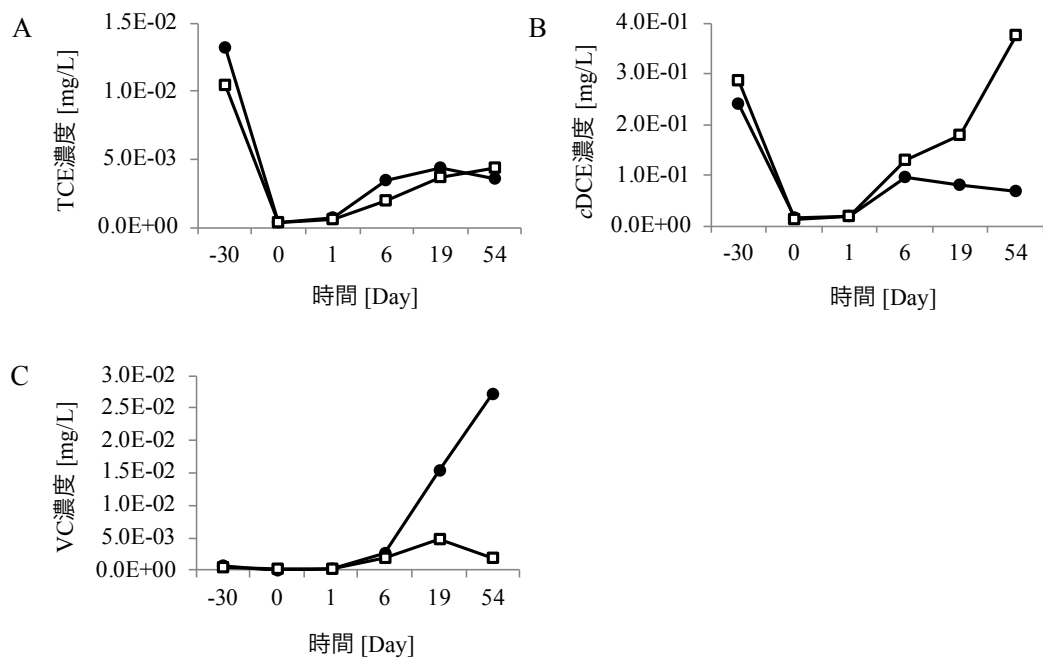 A
TCE濃度 [mg/L]
1.5E-02
1.0E-02
5.0E-03
0.0E+00
-30 0 1 6 19 54
時間 [Day]
B
cDCE濃度 [mg/L]
4.0E-01
3.0E-01
2.0E-01
1.0E-01
0.0E+00
-30 0 1 6 19 54
時間 [Day]
C
VC濃度 [mg/L]
3.0E-02
2.5E-02
2.0E-02
1.5E-02
1.0E-02
5.0E-03
0.0E+00
-30 0 1 6 19 54
時間 [Day]